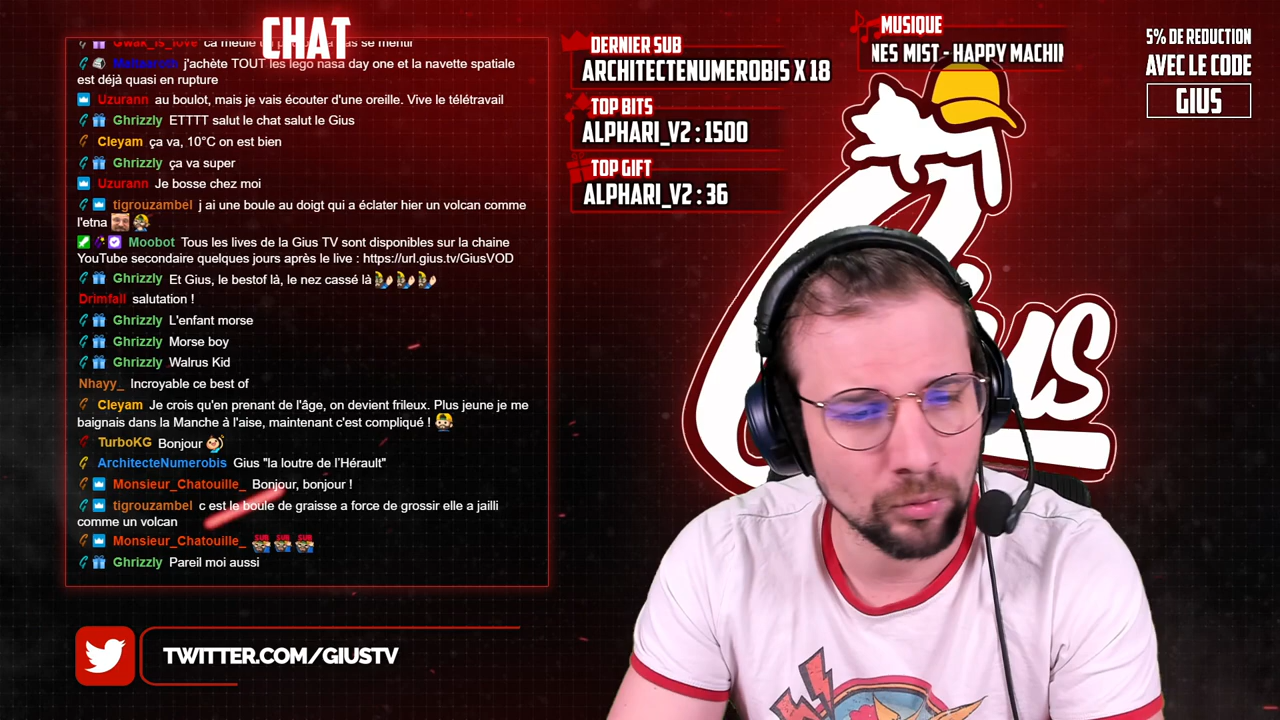 CHAT
Gwak_is_love ca meule
se mentir
j'achète TOUT les lego nasa day one et la navette spatiale
est déjà quasi en rupture
Uzurann au boulot, mais je vais écouter d'une oreille. Vive le télétravail
Ghrizzly ETTTT salut le chat salut le Gius
Cleyam ça va, 10°C on est bien
Ghrizzly ça va super
Uzurann Je bosse chez moi
tigrouzambel j ai une boule au doigt qui a éclater hier un volcan comme
l'etna
Moobot Tous les lives de la Gius TV sont disponibles sur la chaine
YouTube secondaire quelques jours après le live : https://url.gius.tv/GiusVOD
Ghrizzly Et Gius, le bestof là, le nez cassé là
Drimfall salutation !
Ghrizzly L'enfant morse
Ghrizzly Morse boy
Ghrizzly Walrus Kid
Nhayy_ Incroyable ce best of
Cleyam Je crois qu'en prenant de l'âge, on devient frileux. Plus jeune je me
baignais dans la Manche à l'aise, maintenant c'est compliqué !
TurboKG Bonjour
ArchitecteNumerobis Gius "la loutre de l'Hérault"
Monsieur_Chatouille_ Bonjour, bonjour !
tigrouzambel c est le boule de graisse a force de grossir elle a jailli
comme un volcan
Monsieur_Chatouille_ SUB SUB SUB
Ghrizzly Pareil moi aussi
TWITTER.COM/GIUSTV
DERNIER SUB
ARCHITECTENUMEROBIS X 18
TOP BITS
ALPHARI_V2 : 1500
TOP GIFT
ALPHARI_V2 : 36
MUSIQUE
NES MIST - HAPPY MACHI
5% DE REDUCTION
AVEC LE CODE
GIUS